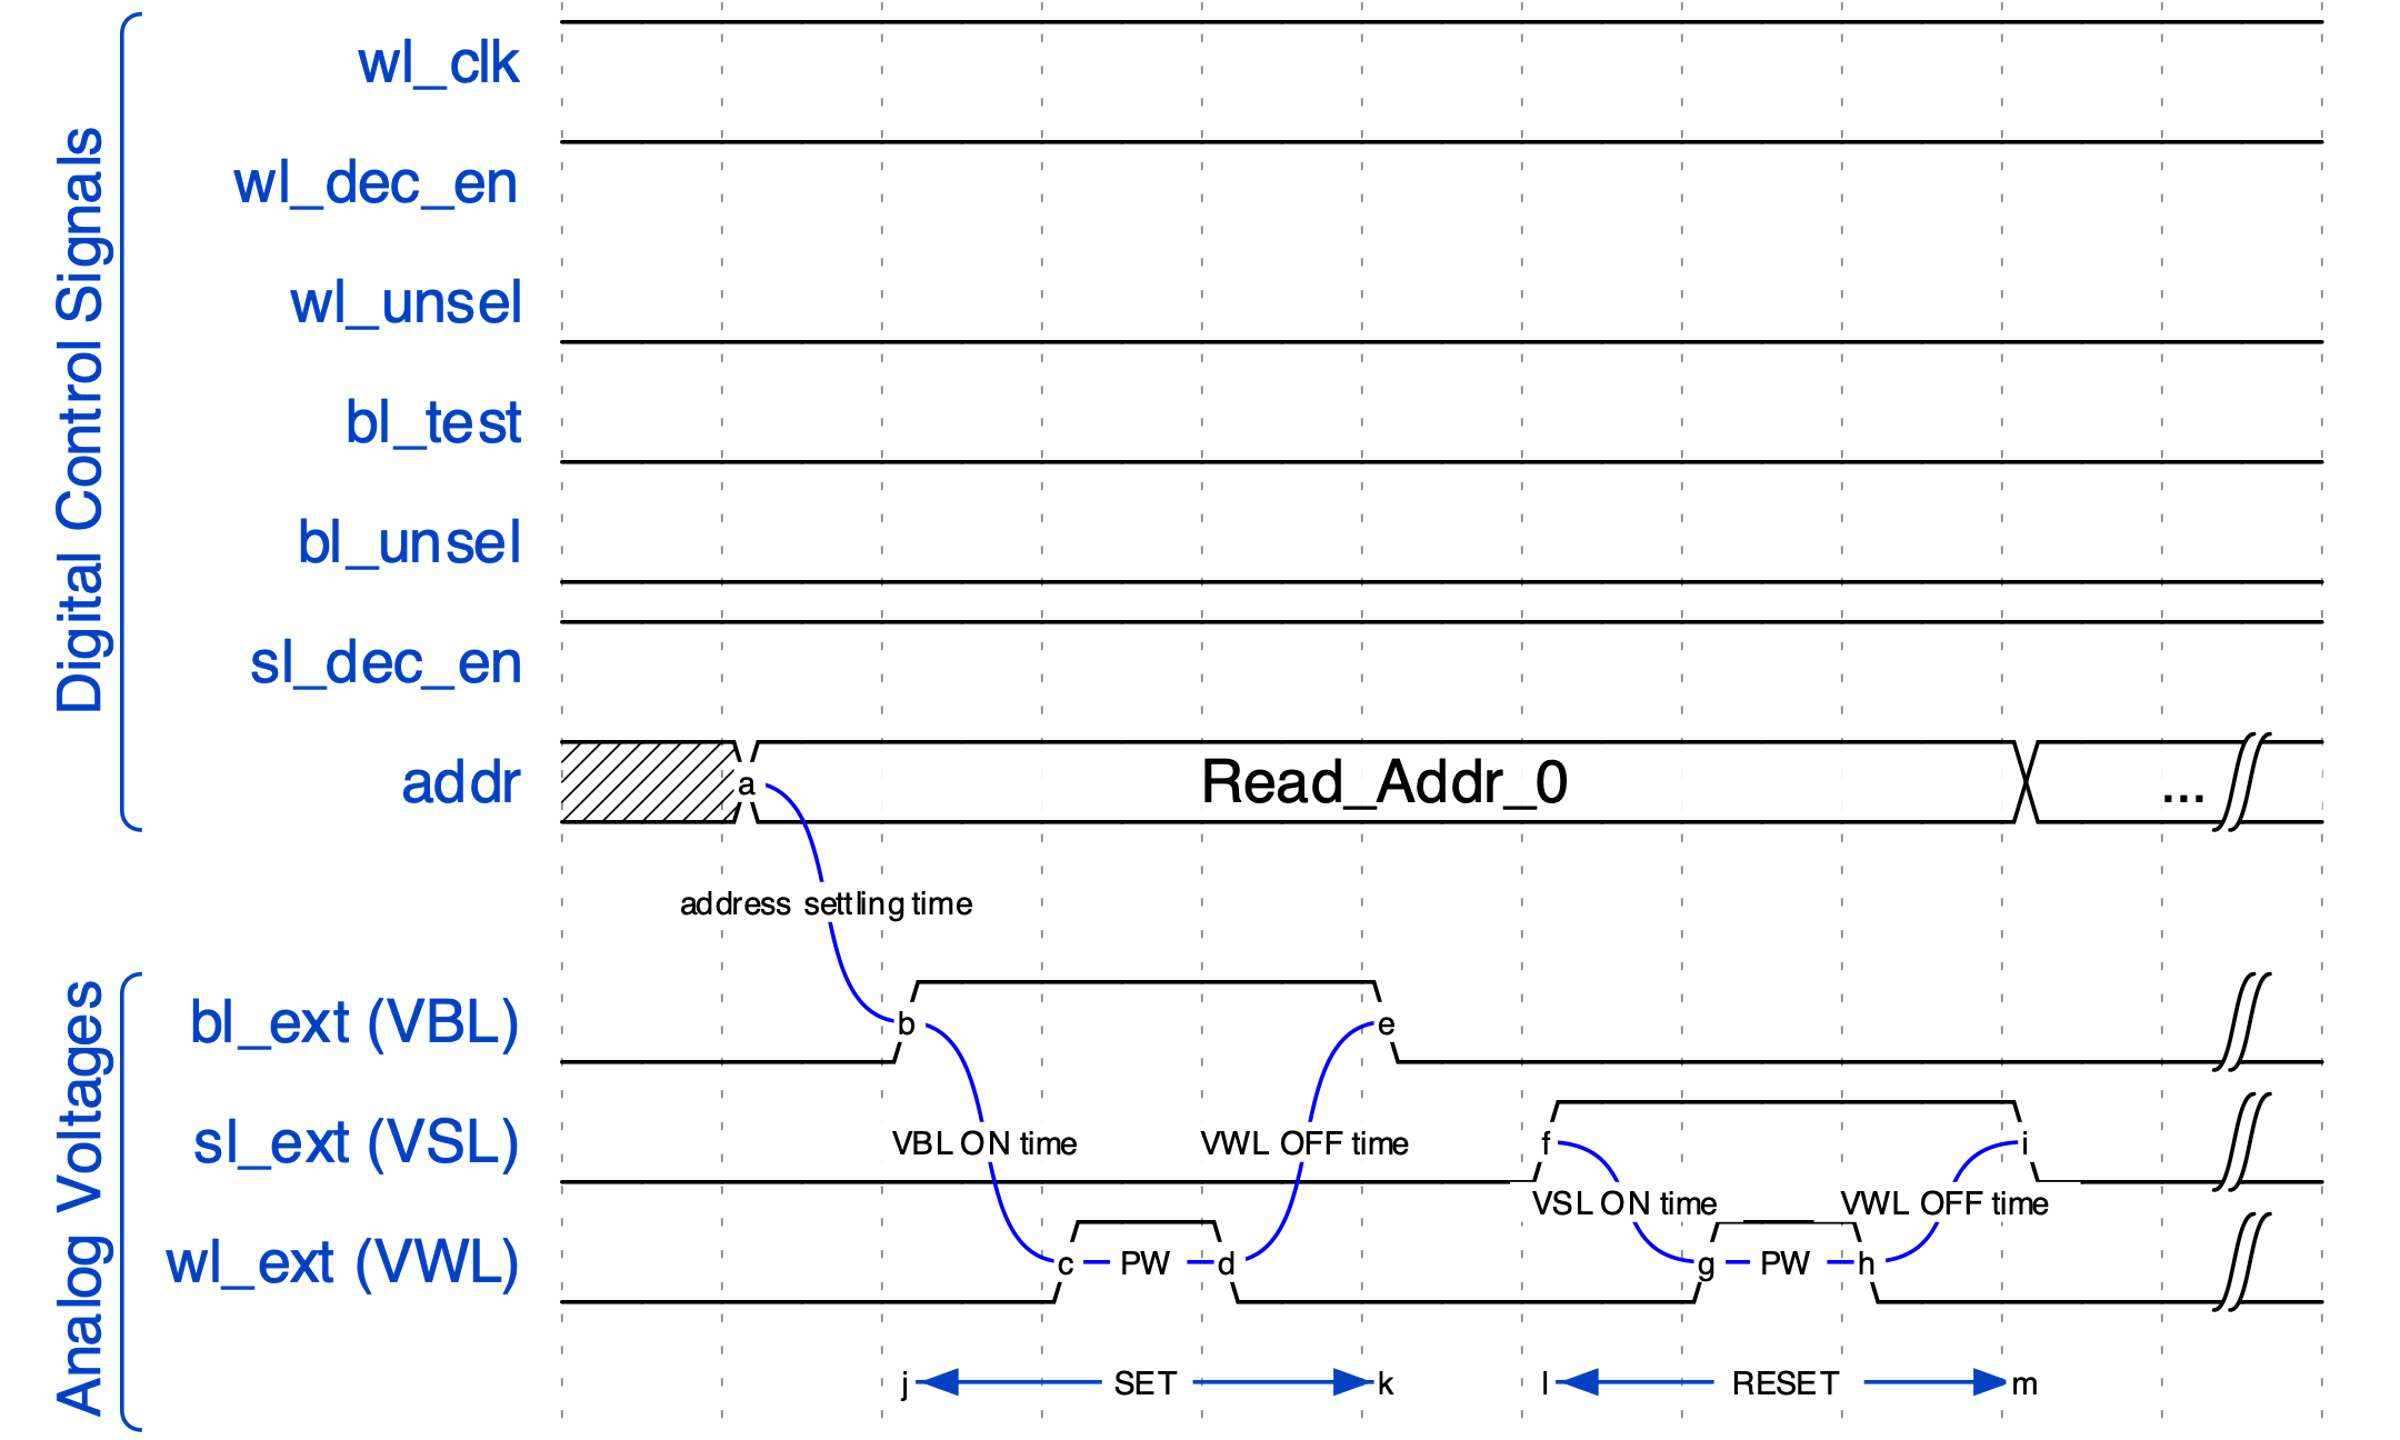 Digital Control Signals
wl_clk
wl_dec_en
wl_unsel
bl_test
bl_unsel
sl_dec_en
addr
a
Read_Addr_0
...
address settling time
Analog Voltages
bl_ext (VBL)
b
e
sl_ext (VSL)
VBL ON time
VWL OFF time
f
i
VSL ON time
VWL OFF time
wl_ext (VWL)
c PW d
g PW h
j SET k
l RESET m